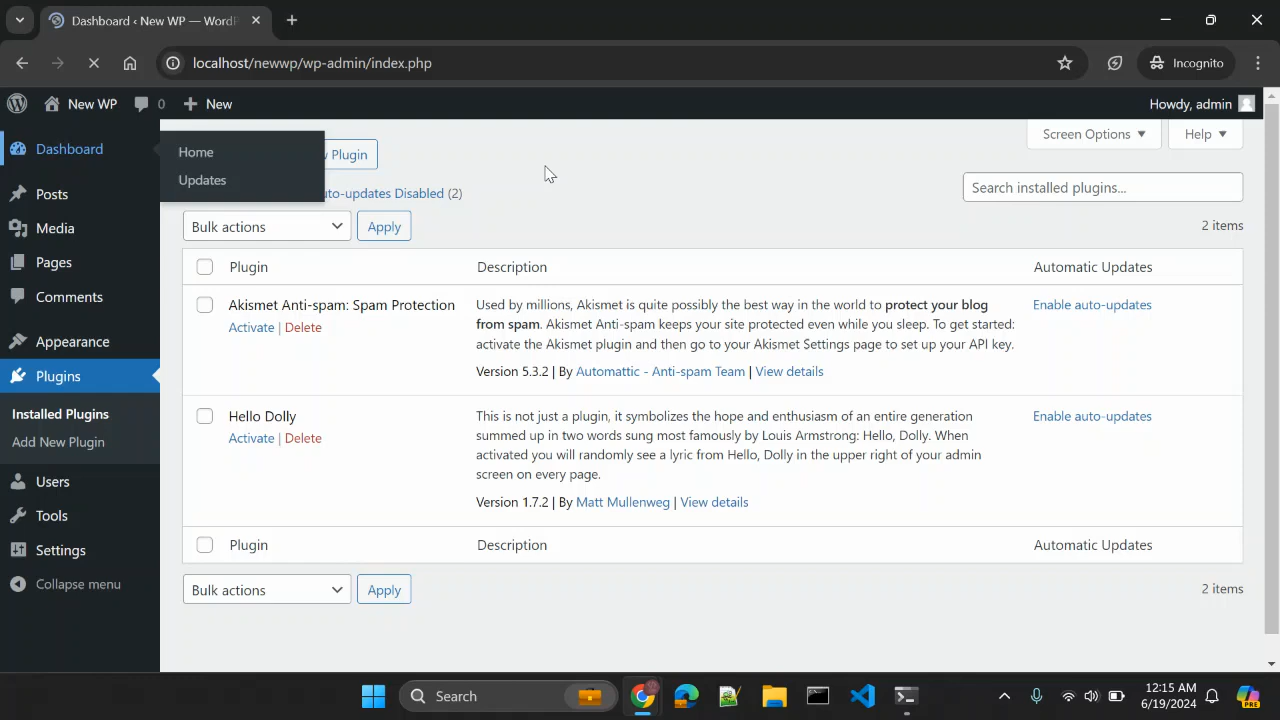 Dashboard ‹ New WP — WordP
localhost/newwp/wp-admin/index.php
Incognito
New WP
0
New
Howdy, admin
Dashboard
Home
Updates
Plugin
Screen Options
Help
Posts
uto-updates Disabled (2)
Search installed plugins...
Media
Bulk actions
Apply
2 items
Pages
Plugin
Description
Automatic Updates
Comments
Akismet Anti-spam: Spam Protection
Activate | Delete
Used by millions, Akismet is quite possibly the best way in the world to protect your blog
from spam. Akismet Anti-spam keeps your site protected even while you sleep. To get started:
activate the Akismet plugin and then go to your Akismet Settings page to set up your API key.
Version 5.3.2 | By Automattic - Anti-spam Team | View details
Enable auto-updates
Appearance
Plugins
Installed Plugins
Add New Plugin
Hello Dolly
Activate | Delete
This is not just a plugin, it symbolizes the hope and enthusiasm of an entire generation
summed up in two words sung most famously by Louis Armstrong: Hello, Dolly. When
activated you will randomly see a lyric from Hello, Dolly in the upper right of your admin
screen on every page.
Version 1.7.2 | By Matt Mullenweg | View details
Enable auto-updates
Users
Tools
Settings
Collapse menu
Plugin
Description
Automatic Updates
Bulk actions
Apply
2 items
Search
12:15 AM
6/19/2024
PRE